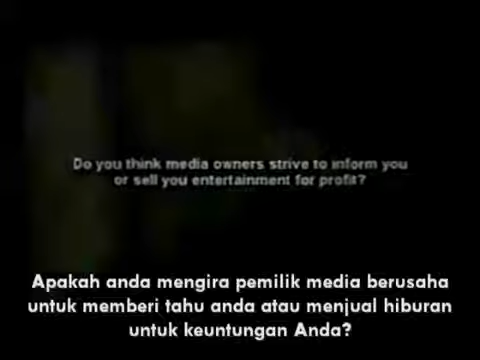 Do you think media owners strive to inform you
or sell you entertainment for profit?
Apakah anda mengira pemilik media berusaha
untuk memberi tahu anda atau menjual hiburan
untuk keuntungan Anda?